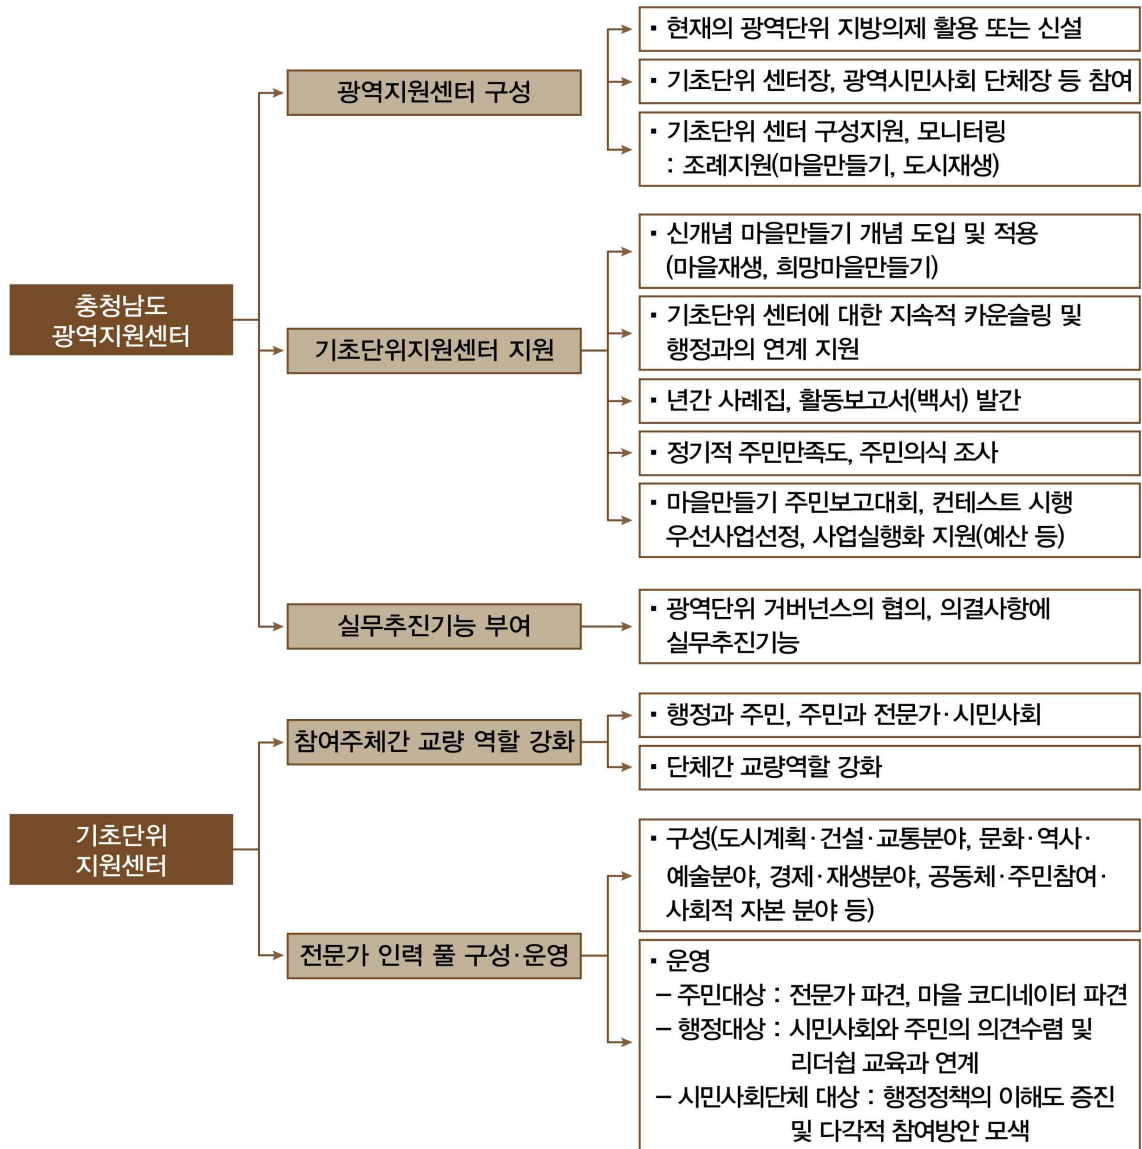 충청남도
광역지원센터
광역지원센터 구성
▪ 현재의 광역단위 지방의제 활용 또는 신설
▪ 기초단위 센터장, 광역시민사회 단체장 등 참여
▪ 기초단위 센터 구성지원, 모니터링
: 조례지원(마을만들기, 도시재생)
기초단위지원센터 지원
▪ 신개념 마을만들기 개념 도입 및 적용
(마을재생, 희망마을만들기)
▪ 기초단위 센터에 대한 지속적 카운슬링 및
행정과의 연계 지원
▪ 년간 사례집, 활동보고서(백서) 발간
▪ 정기적 주민만족도, 주민의식 조사
▪ 마을만들기 주민보고대회, 컨테스트 시행
우선사업선정, 사업실행화 지원(예산 등)
실무추진기능 부여
▪ 광역단위 거버넌스의 협의, 의결사항에
실무추진기능
기초단위
지원센터
참여주체간 교량 역할 강화
▪ 행정과 주민, 주민과 전문가·시민사회
▪ 단체간 교량역할 강화
전문가 인력 풀 구성·운영
▪ 구성(도시계획·건설·교통분야, 문화·역사·
예술분야, 경제·재생분야, 공동체·주민참여·
사회적 자본 분야 등)
▪ 운영
– 주민대상 : 전문가 파견, 마을 코디네이터 파견
– 행정대상 : 시민사회와 주민의 의견수렴 및
리더쉽 교육과 연계
– 시민사회단체 대상 : 행정정책의 이해도 증진
및 다각적 참여방안 모색